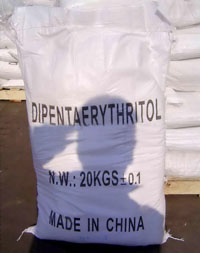 DIPENTAERYTHRITOL
N.W.: 20KGS±0.1
MADE IN CHINA